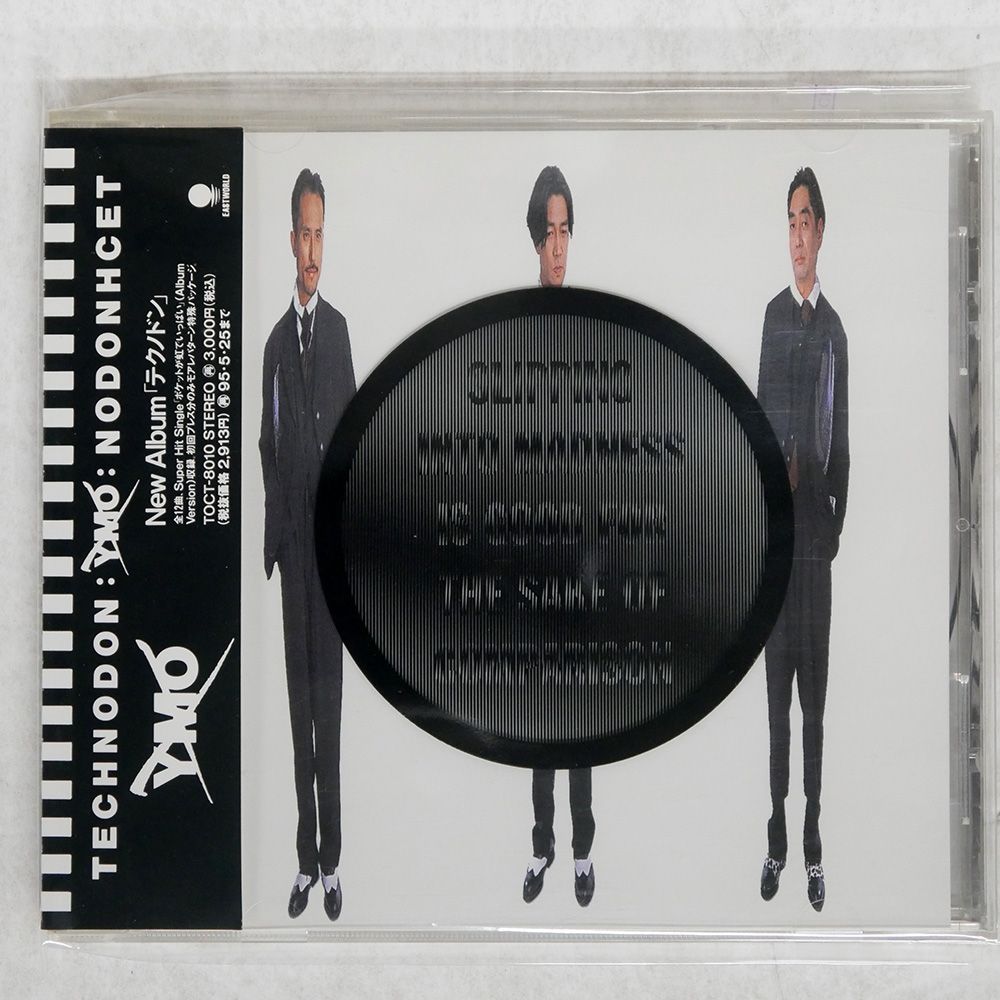 TECHNODON : YMO : NODONHCET
YMO
New Album「テクノドン」
全12曲、Super Hit Single「ポケットが虹でいっぱい」(Album
Version)収録、初回プレス分のみモアレパターン特殊パッケージ
TOCT-8010 STEREO 再 3,000円(税込)
(税抜価格 2,913円) 再 95・5・25まで
EASTWORLD
SLIPPING
INTO MADNESS
IS GOOD FOR
THE SAKE OF
COMPARISON